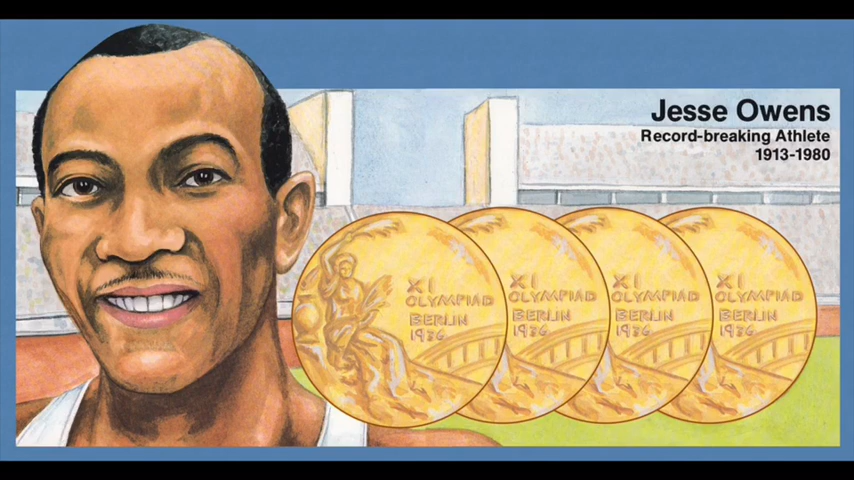 Jesse Owens
Record-breaking Athlete
1913-1980
XI
OLYMPIAD
BERLIN
1936
XI
OLYMPIAD
BERLIN
1936
XI
OLYMPIAD
BERLIN
1936
XI
OLYMPIAD
BERLIN
1936